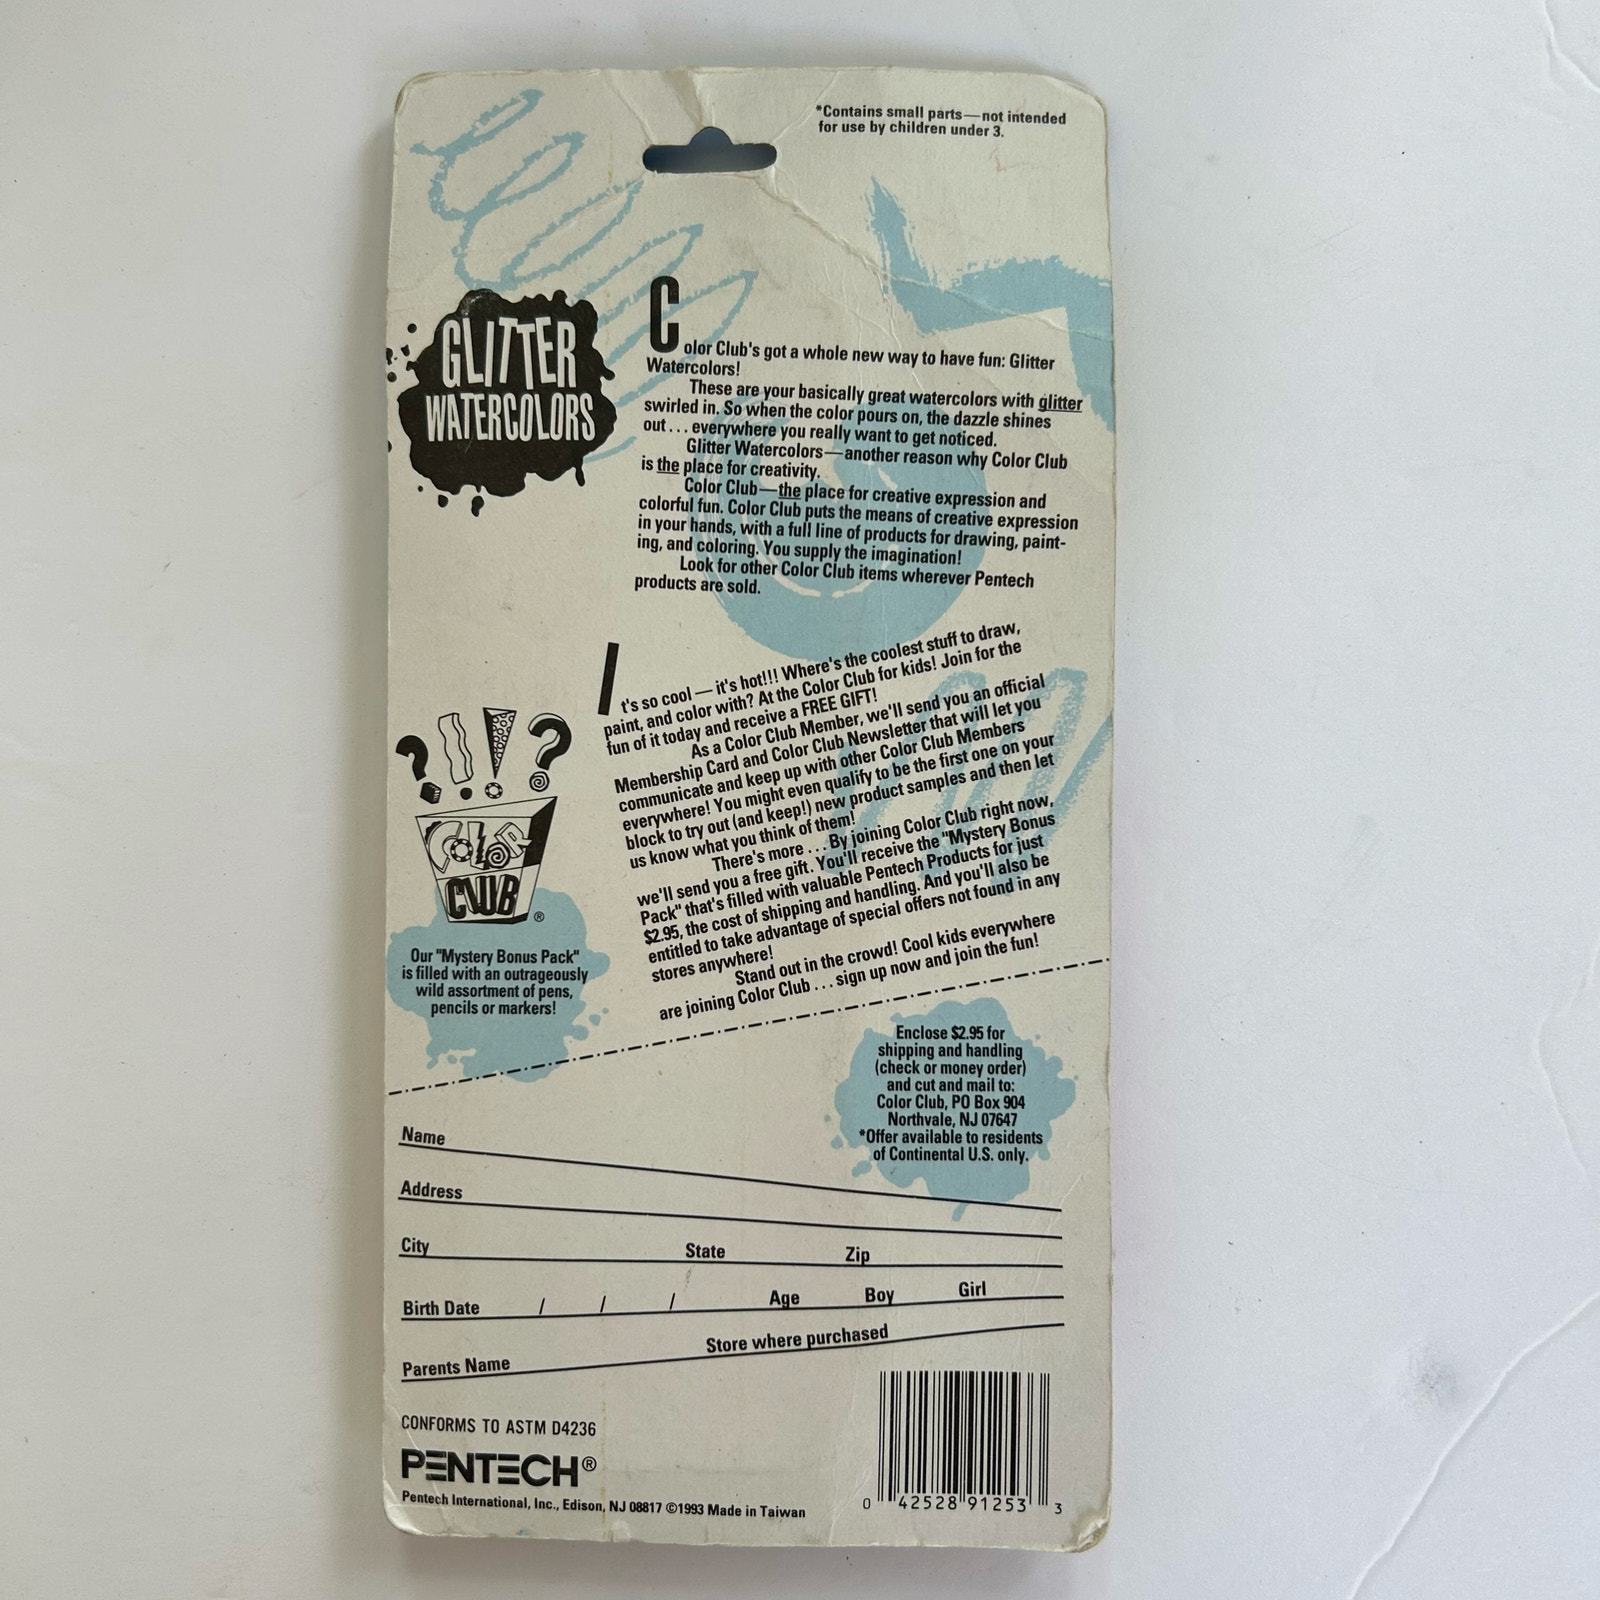 *Contains small parts—not intended
for use by children under 3.
GLITTER
WATERCOLORS
Color Club's got a whole new way to have fun: Glitter
Watercolors!
These are your basically great watercolors with glitter
swirled in. So when the color pours on, the dazzle shines
out... everywhere you really want to get noticed.
Glitter Watercolors—another reason why Color Club
is the place for creativity.
Color Club—the place for creative expression and
colorful fun. Color Club puts the means of creative expression
in your hands, with a full line of products for drawing, paint-
ing, and coloring. You supply the imagination!
Look for other Color Club items wherever Pentech
products are sold.
It's so cool — it's hot!!! Where's the coolest stuff to draw,
paint, and color with? At the Color Club for kids! Join for the
fun of it today and receive a FREE GIFT!
As a Color Club Member, we'll send you an official
Membership Card and Color Club Newsletter that will let you
communicate and keep up with other Color Club Members
everywhere! You might even qualify to be the first one on your
block to try out (and keep!) new product samples and then let
us know what you think of them!
There's more ... By joining Color Club right now,
we'll send you a free gift. You'll receive the "Mystery Bonus
Pack" that's filled with valuable Pentech Products for just
$2.95, the cost of shipping and handling. And you'll also be
entitled to take advantage of special offers not found in any
stores anywhere!
Stand out in the crowd! Cool kids everywhere
are joining Color Club ... sign up now and join the fun!
? ! ?
COLOR
CLUB®
Our "Mystery Bonus Pack"
is filled with an outrageously
wild assortment of pens,
pencils or markers!
Enclose $2.95 for
shipping and handling
(check or money order)
and cut and mail to:
Color Club, PO Box 904
Northvale, NJ 07647
*Offer available to residents
of Continental U.S. only.
Name
Address
City State Zip
Birth Date / / / Age Boy Girl
Parents Name Store where purchased
CONFORMS TO ASTM D4236
PENTECH®
Pentech International, Inc., Edison, NJ 08817 ©1993 Made in Taiwan
0 42528 91253 3